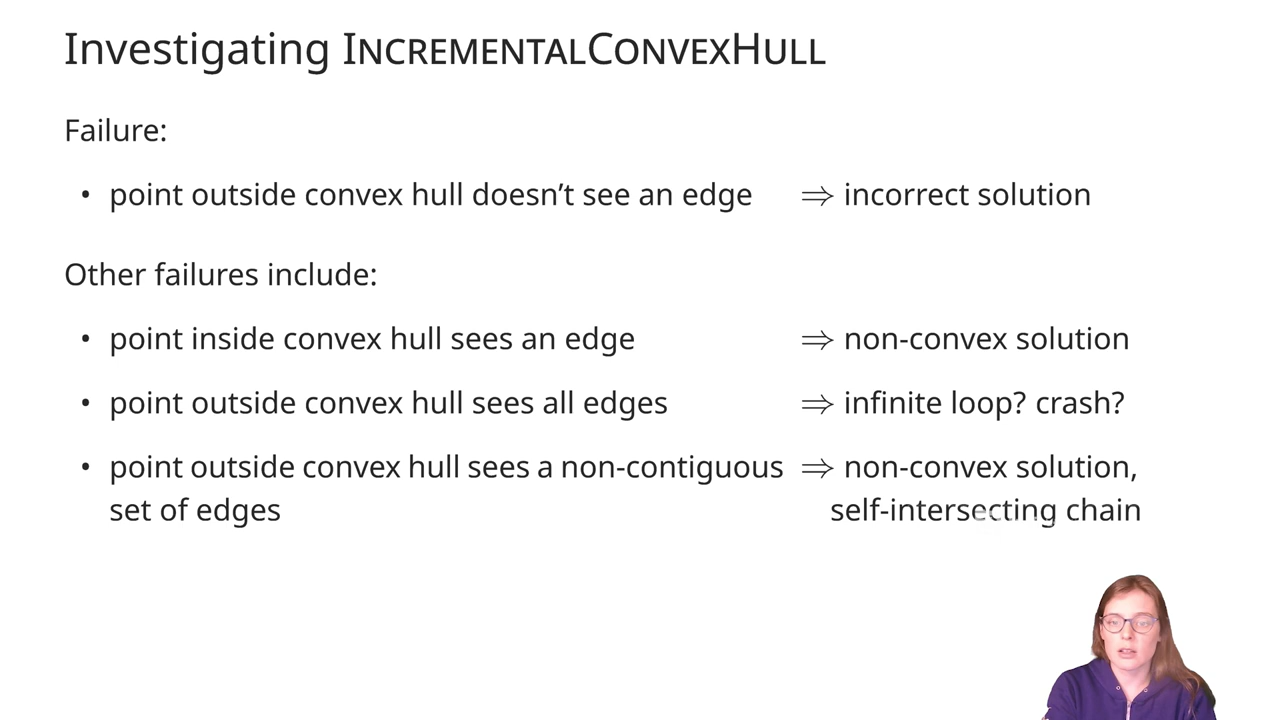 Investigating INCREMENTALCONVEXHULL
Failure:
• point outside convex hull doesn’t see an edge ⇒ incorrect solution
Other failures include:
• point inside convex hull sees an edge ⇒ non-convex solution
• point outside convex hull sees all edges ⇒ infinite loop? crash?
• point outside convex hull sees a non-contiguous ⇒ non-convex solution,
set of edges self-intersecting chain